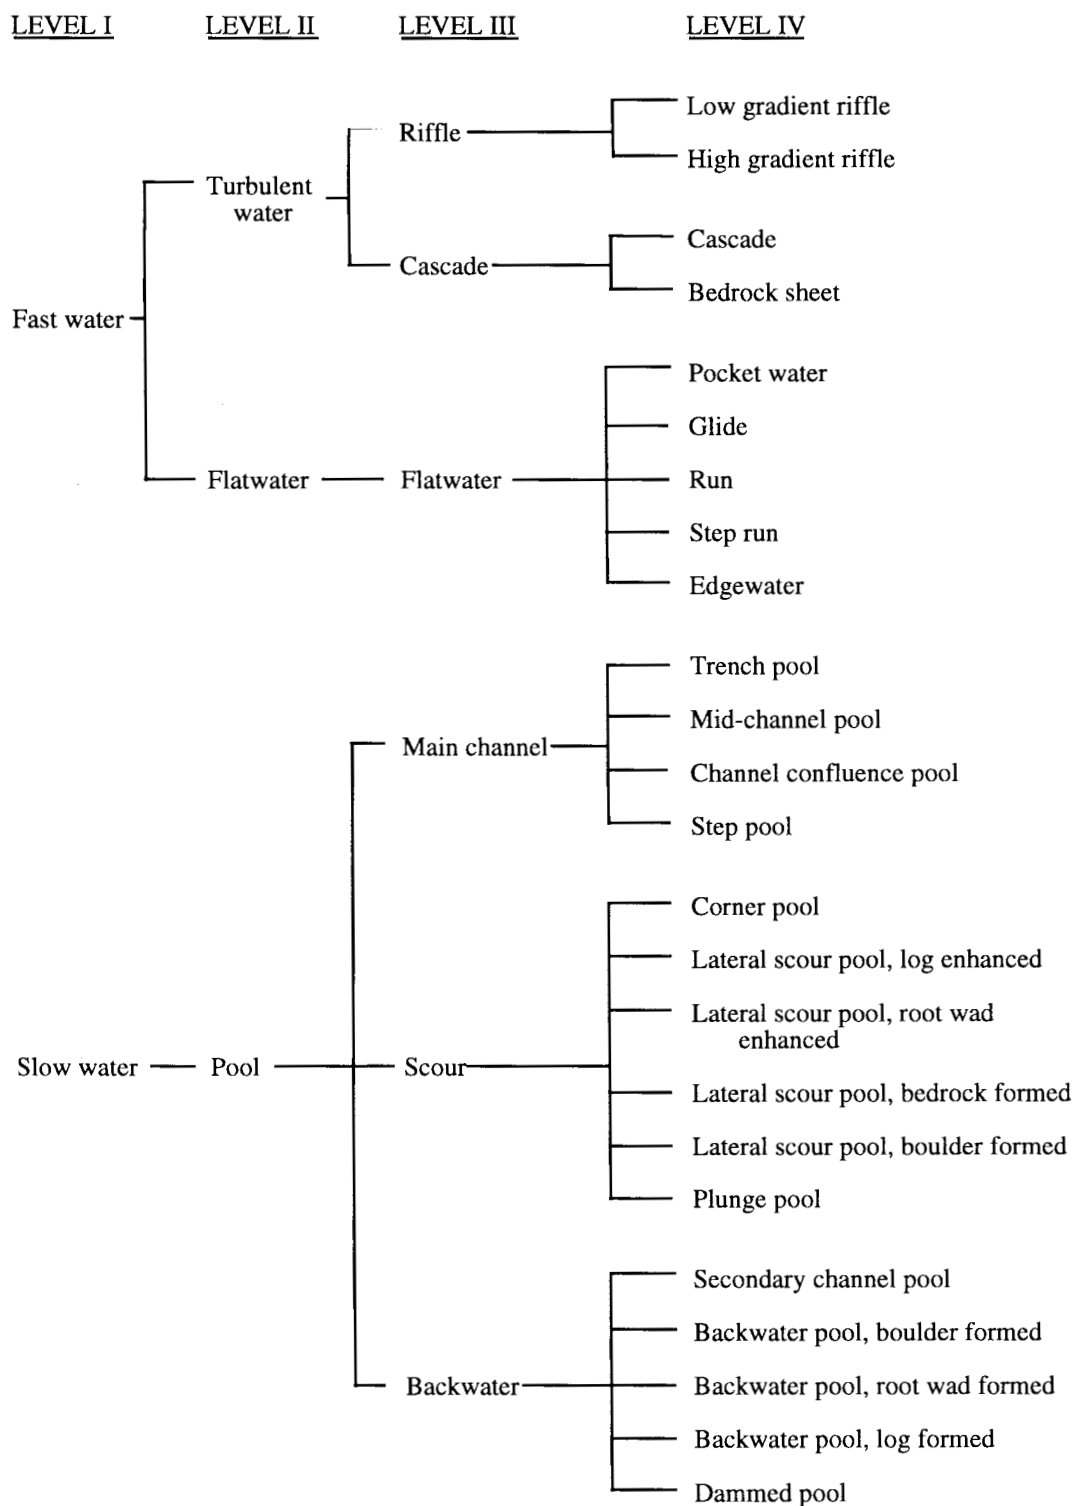 LEVEL I LEVEL II LEVEL III LEVEL IV
Low gradient riffle
Riffle
High gradient riffle
Turbulent
water
Cascade
Cascade
Bedrock sheet
Fast water
Pocket water
Glide
Flatwater Flatwater Run
Step run
Edgewater
Trench pool
Mid-channel pool
Main channel
Channel confluence pool
Step pool
Corner pool
Lateral scour pool, log enhanced
Lateral scour pool, root wad
enhanced
Slow water Pool Scour
Lateral scour pool, bedrock formed
Lateral scour pool, boulder formed
Plunge pool
Secondary channel pool
Backwater pool, boulder formed
Backwater Backwater pool, root wad formed
Backwater pool, log formed
Dammed pool